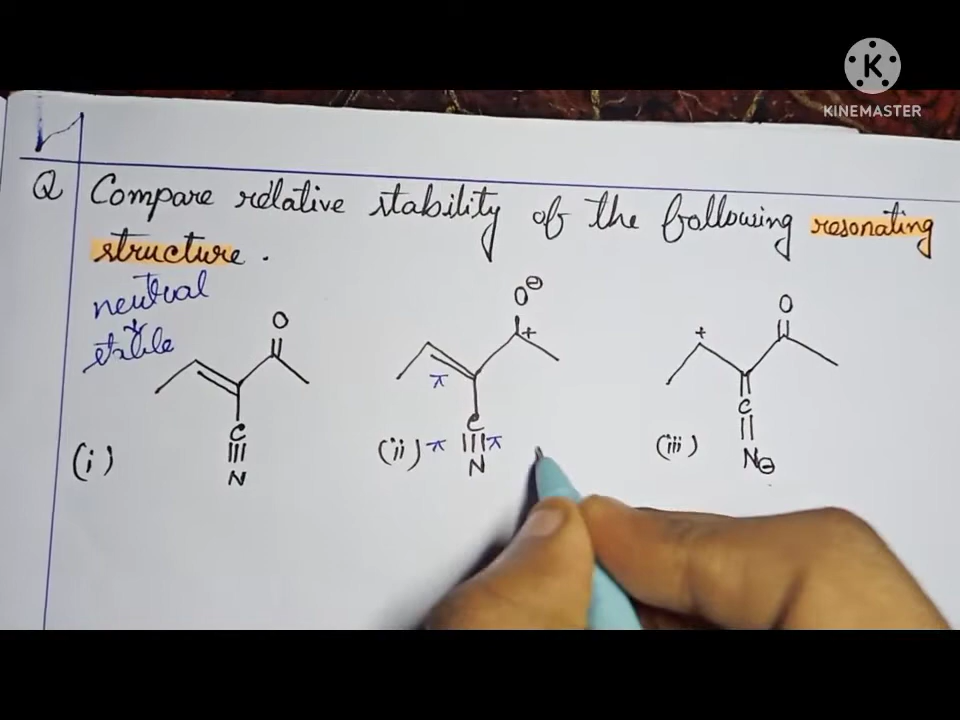 K
KINEMASTER
Q Compare relative stability of the following resonating
structure.
neutral
stable
O
C
N
(i)
O⊖
+
π
C
(ii) π π
N
O
+
C
(iii)
N⊖